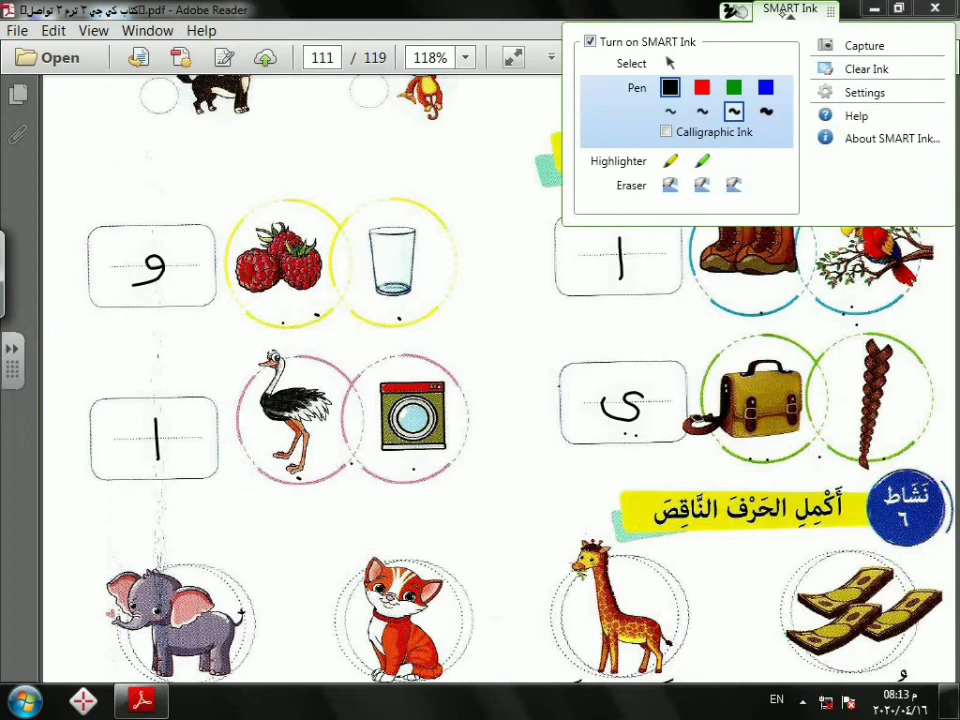 كتاب كي جي ٢ ترم ٢ تواصل.pdf - Adobe Reader
SMART Ink
File Edit View Window Help
Open 111 / 119 118%
Turn on SMART Ink
Select
Pen
Calligraphic Ink
Highlighter
Eraser
Capture
Clear Ink
Settings
Help
About SMART Ink...
ا
و
ي
ا
نَشَاط ٦
أَكْمِلِ الحَرْفَ النَّاقِصَ
EN
08:13 م
٢٠٢٠/٠٤/١٦